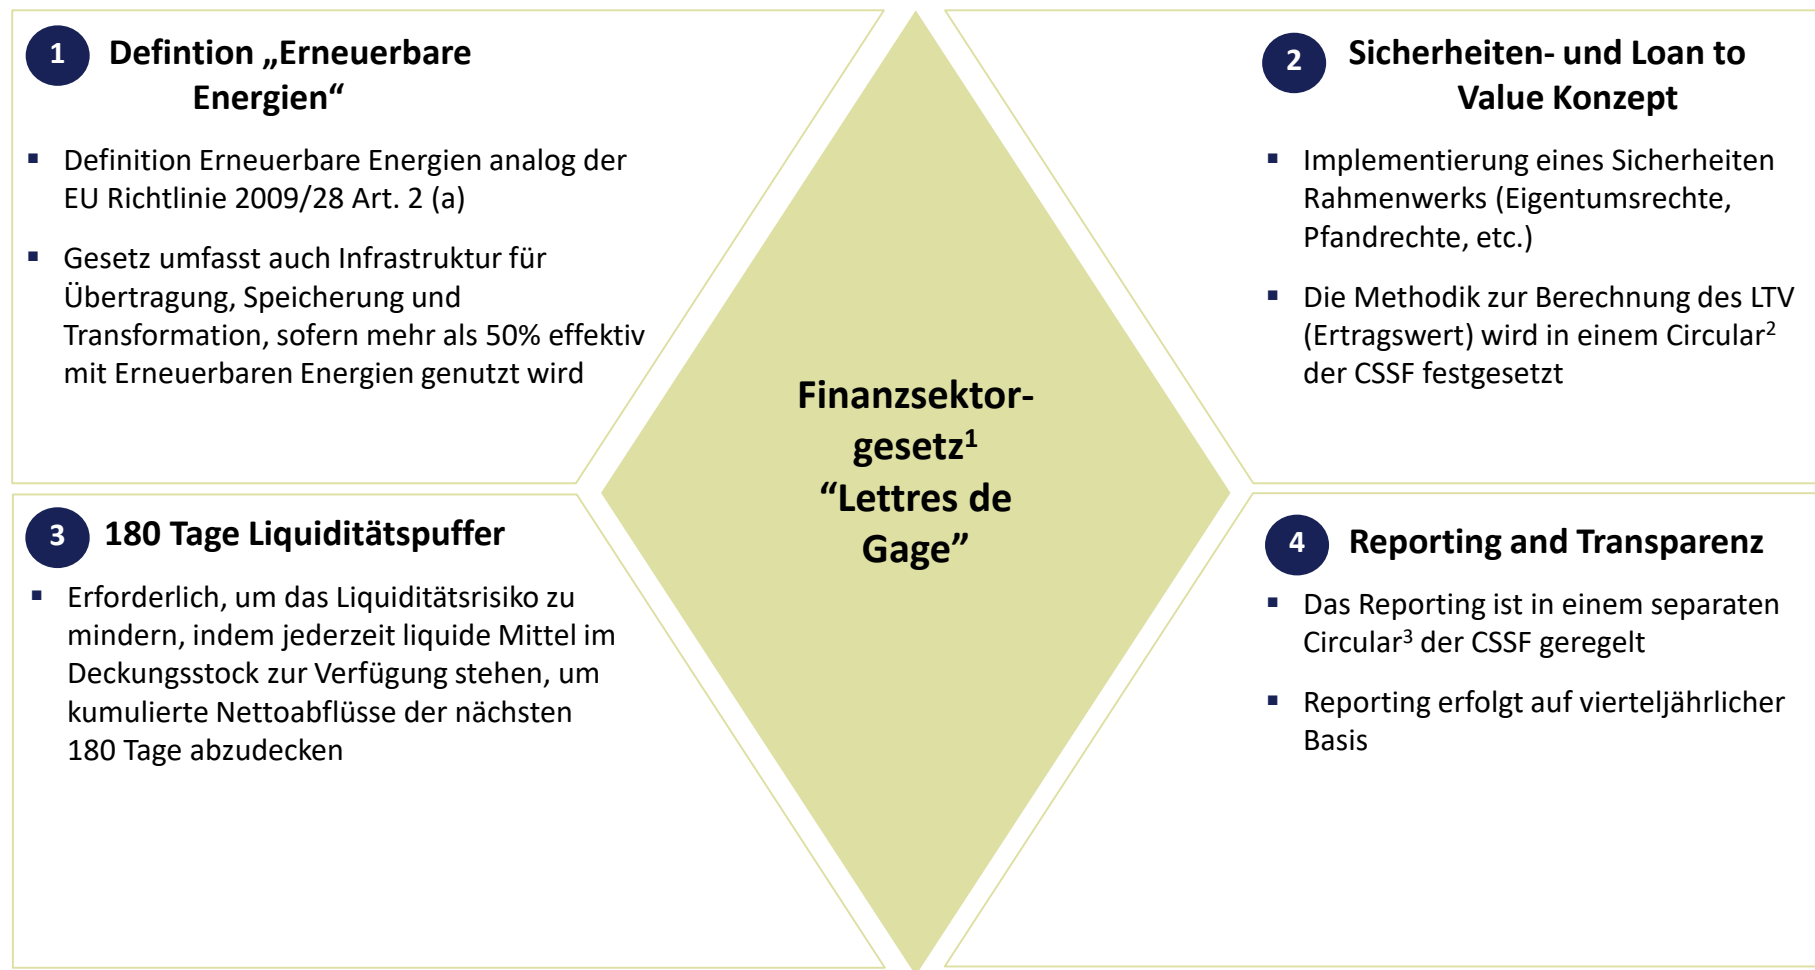 1
Defintion „Erneuerbare
Energien“
▪ Definition Erneuerbare Energien analog der
EU Richtlinie 2009/28 Art. 2 (a)
▪ Gesetz umfasst auch Infrastruktur für
Übertragung, Speicherung und
Transformation, sofern mehr als 50% effektiv
mit Erneuerbaren Energien genutzt wird
2
Sicherheiten- und Loan to
Value Konzept
▪ Implementierung eines Sicherheiten
Rahmenwerks (Eigentumsrechte,
Pfandrechte, etc.)
▪ Die Methodik zur Berechnung des LTV
(Ertragswert) wird in einem Circular²
der CSSF festgesetzt
Finanzsektor-
gesetz¹
“Lettres de
Gage”
3
180 Tage Liquiditätspuffer
▪ Erforderlich, um das Liquiditätsrisiko zu
mindern, indem jederzeit liquide Mittel im
Deckungsstock zur Verfügung stehen, um
kumulierte Nettoabflüsse der nächsten
180 Tage abzudecken
4
Reporting and Transparenz
▪ Das Reporting ist in einem separaten
Circular³ der CSSF geregelt
▪ Reporting erfolgt auf vierteljährlicher
Basis